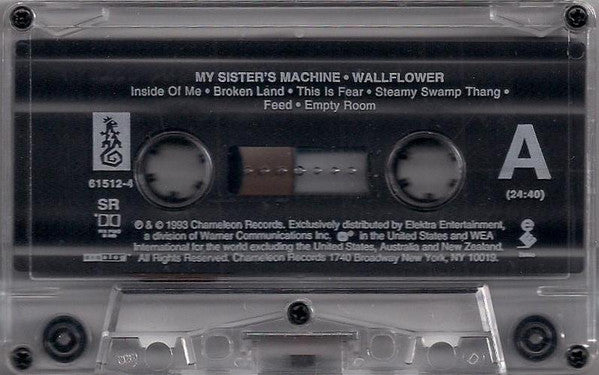 MY SISTER'S MACHINE • WALLFLOWER
Inside Of Me • Broken Land • This Is Fear • Steamy Swamp Thang •
Feed • Empty Room
A
61512-4
(24:40)
SR
℗ & © 1993 Chameleon Records. Exclusively distributed by Elektra Entertainment,
a division of Warner Communications Inc. in the United States and WEA
International for the world excluding the United States, Australia and New Zealand.
All Rights Reserved. Chameleon Records 1740 Broadway New York, NY 10019.